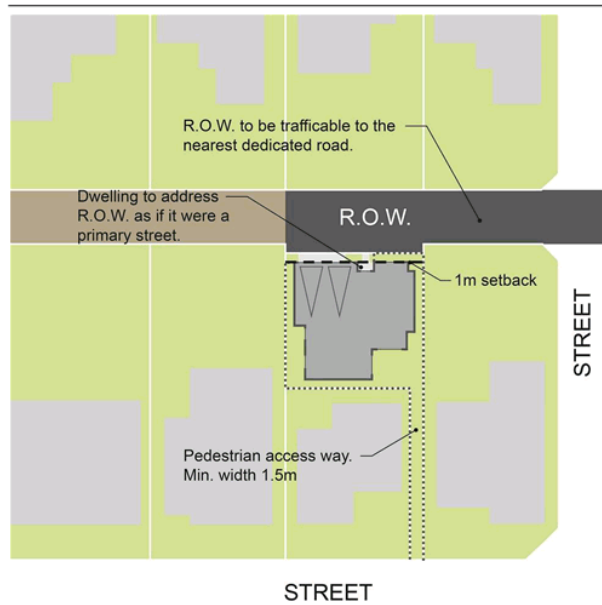 R.O.W. to be trafficable to the
nearest dedicated road.
Dwelling to address
R.O.W. as if it were a
primary street.
R.O.W.
1m setback
STREET
Pedestrian access way.
Min. width 1.5m
STREET